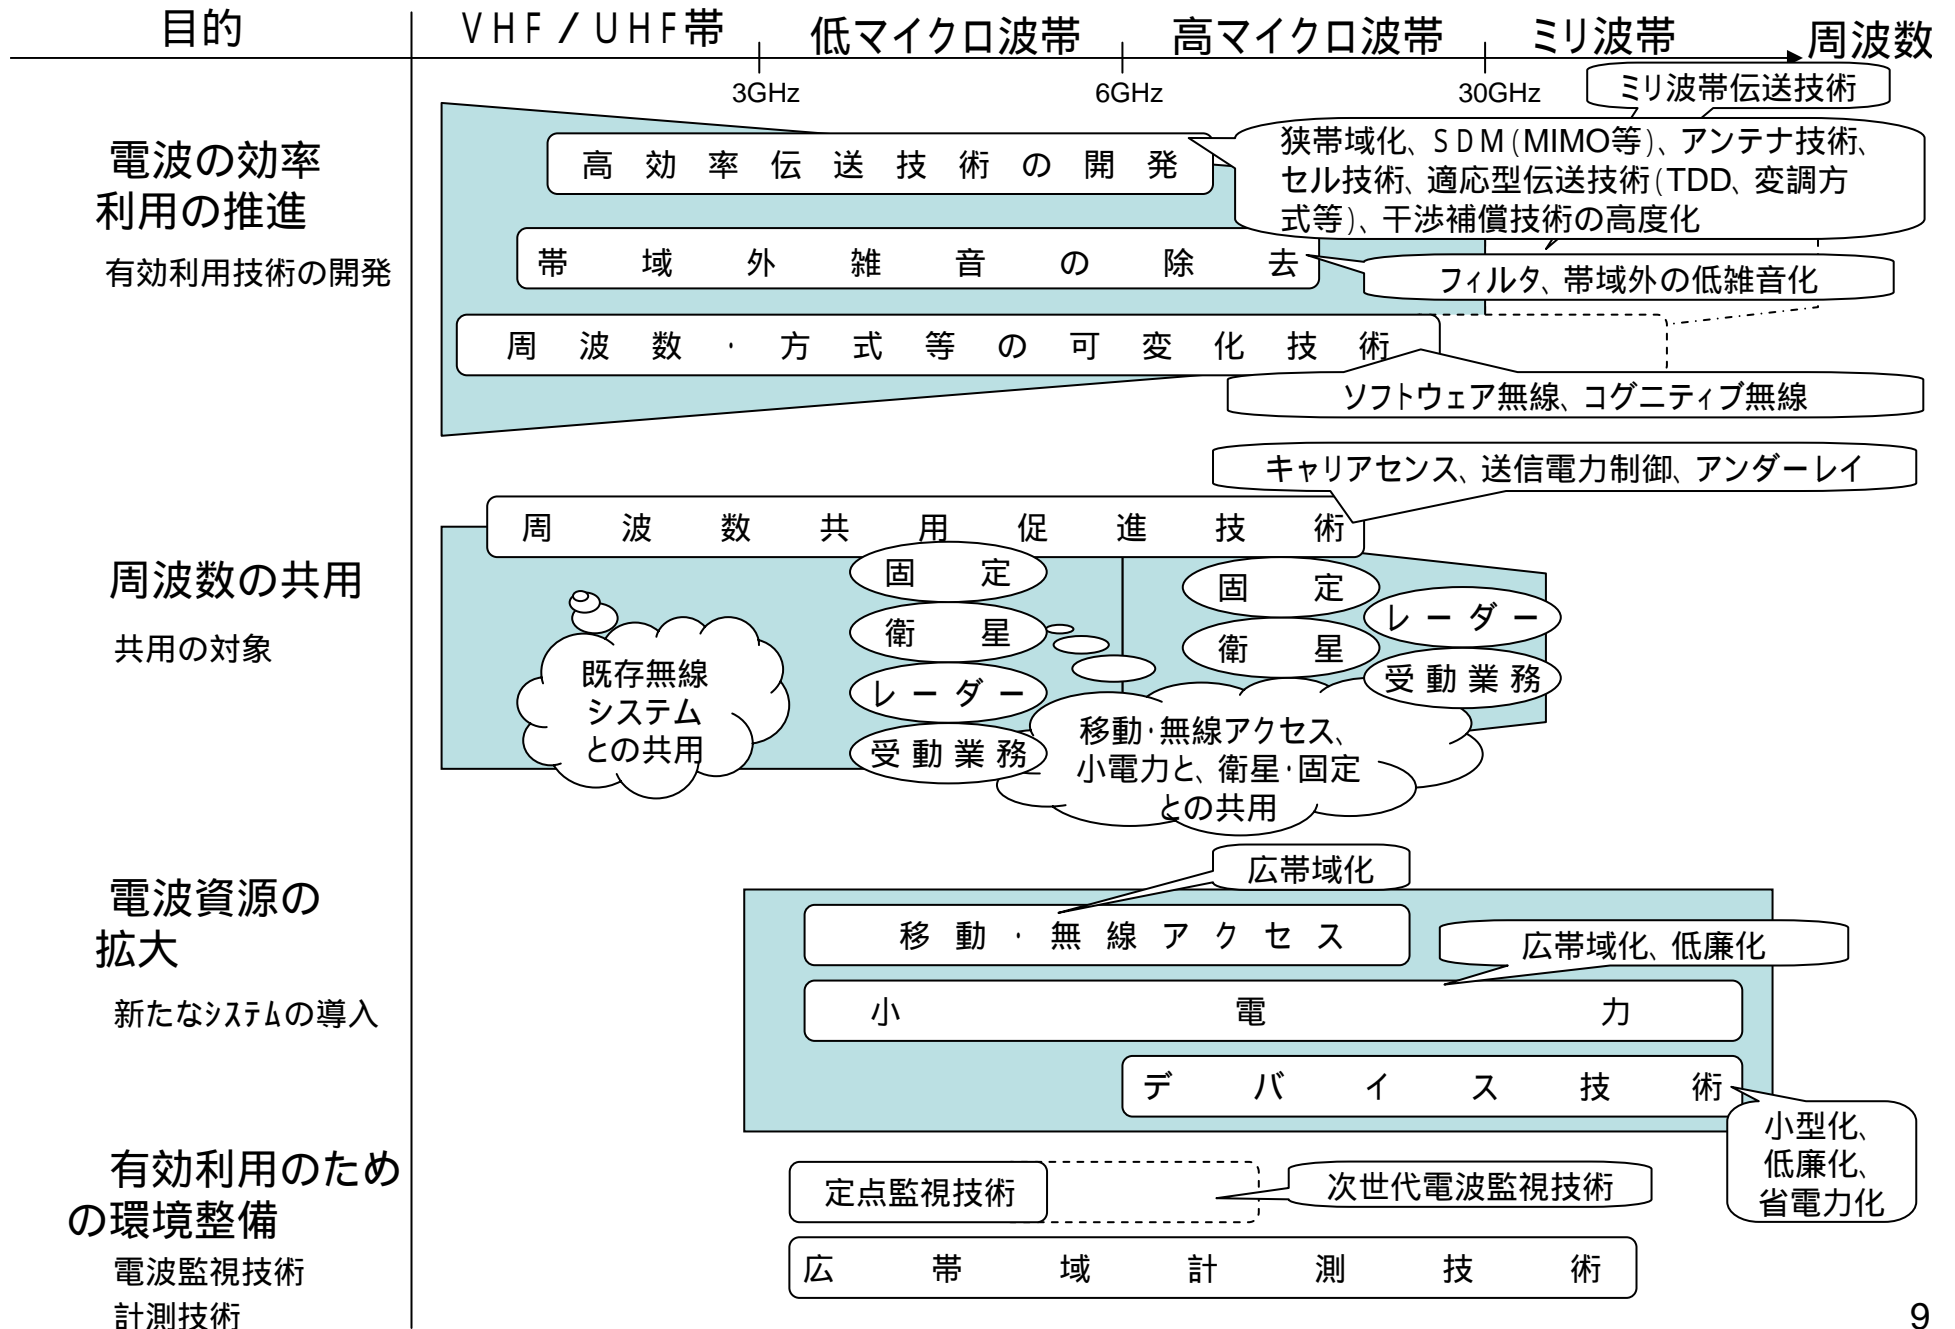 目的
VHF／UHF帯
低マイクロ波帯
高マイクロ波帯
ミリ波帯
周波数
3GHz
6GHz
30GHz
ミリ波帯伝送技術
電波の効率
利用の推進
有効利用技術の開発
高効率伝送技術の開発
狭帯域化、SDM(MIMO等)、アンテナ技術、
セル技術、適応型伝送技術(TDD、変調方
式等)、干渉補償技術の高度化
帯域外雑音の除去
フィルタ、帯域外の低雑音化
周波数・方式等の可変化技術
ソフトウェア無線、コグニティブ無線
キャリアセンス、送信電力制御、アンダーレイ
周波数共用促進技術
周波数の共用
共用の対象
既存無線
システム
との共用
固定
衛星
レーダー
受動業務
固定
衛星
レーダー
受動業務
移動・無線アクセス、
小電力と、衛星・固定
との共用
電波資源の
拡大
新たなｼｽﾃﾑの導入
広帯域化
移動・無線アクセス
広帯域化、低廉化
小電力
デバイス技術
小型化、
低廉化、
省電力化
有効利用のため
の環境整備
電波監視技術
計測技術
定点監視技術
次世代電波監視技術
広帯域計測技術
9